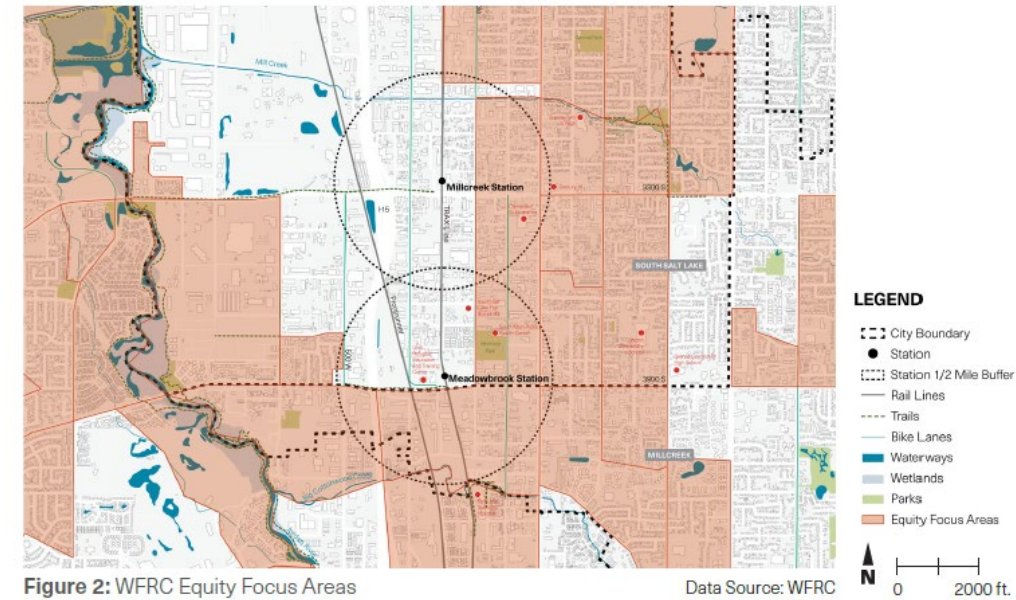 Mill Creek
Millcreek Station
3300 S
I-15
TRAX Line
SOUTH SALT LAKE
FrontRunner
500 W
Meadowbrook Station
3900 S
MILLCREEK
LEGEND
City Boundary
Station
Station 1/2 Mile Buffer
Rail Lines
Trails
Bike Lanes
Waterways
Wetlands
Parks
Equity Focus Areas
N
0 2000 ft.
Figure 2: WFRC Equity Focus Areas
Data Source: WFRC